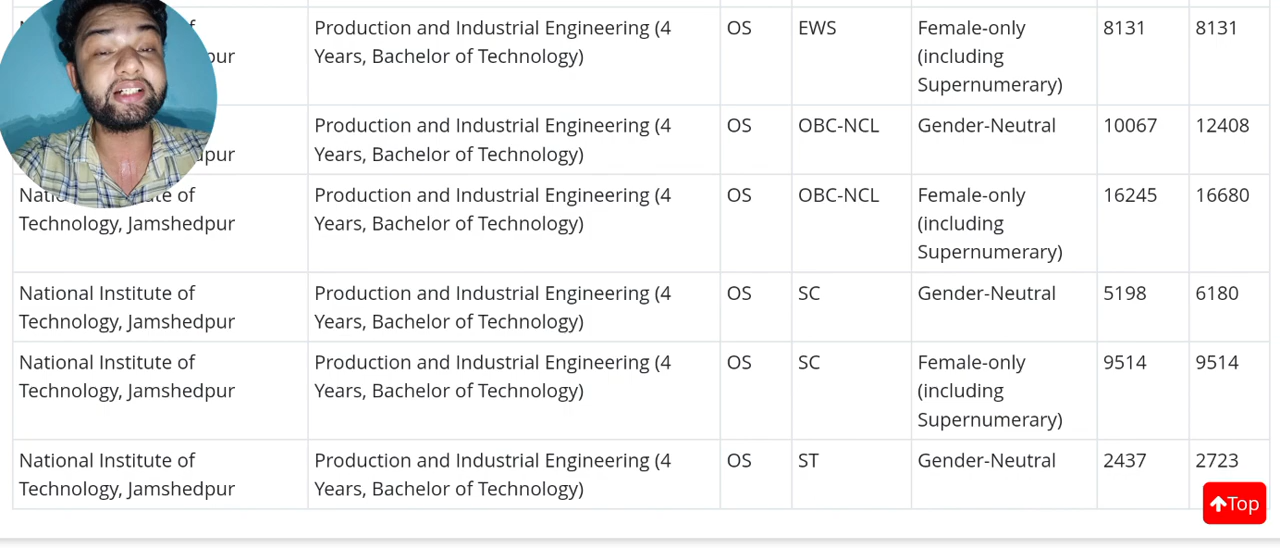 Production and Industrial Engineering (4 OS EWS Female-only 8131 8131
Years, Bachelor of Technology) (including
Supernumerary)
Production and Industrial Engineering (4 OS OBC-NCL Gender-Neutral 10067 12408
Years, Bachelor of Technology)
Production and Industrial Engineering (4 OS OBC-NCL Female-only 16245 16680
Technology, Jamshedpur Years, Bachelor of Technology) (including
Supernumerary)
National Institute of Production and Industrial Engineering (4 OS SC Gender-Neutral 5198 6180
Technology, Jamshedpur Years, Bachelor of Technology)
National Institute of Production and Industrial Engineering (4 OS SC Female-only 9514 9514
Technology, Jamshedpur Years, Bachelor of Technology) (including
Supernumerary)
National Institute of Production and Industrial Engineering (4 OS ST Gender-Neutral 2437 2723
Technology, Jamshedpur Years, Bachelor of Technology)
Top